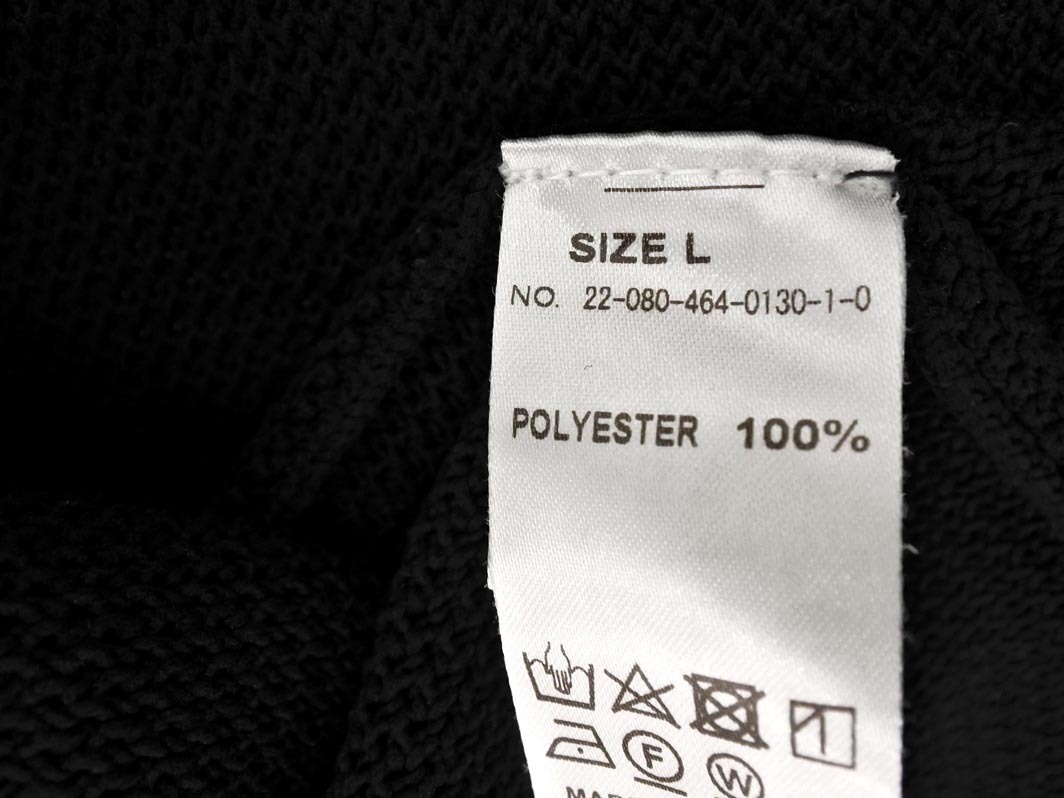 SIZE L
NO. 22-080-464-0130-1-0
POLYESTER 100%
F
W